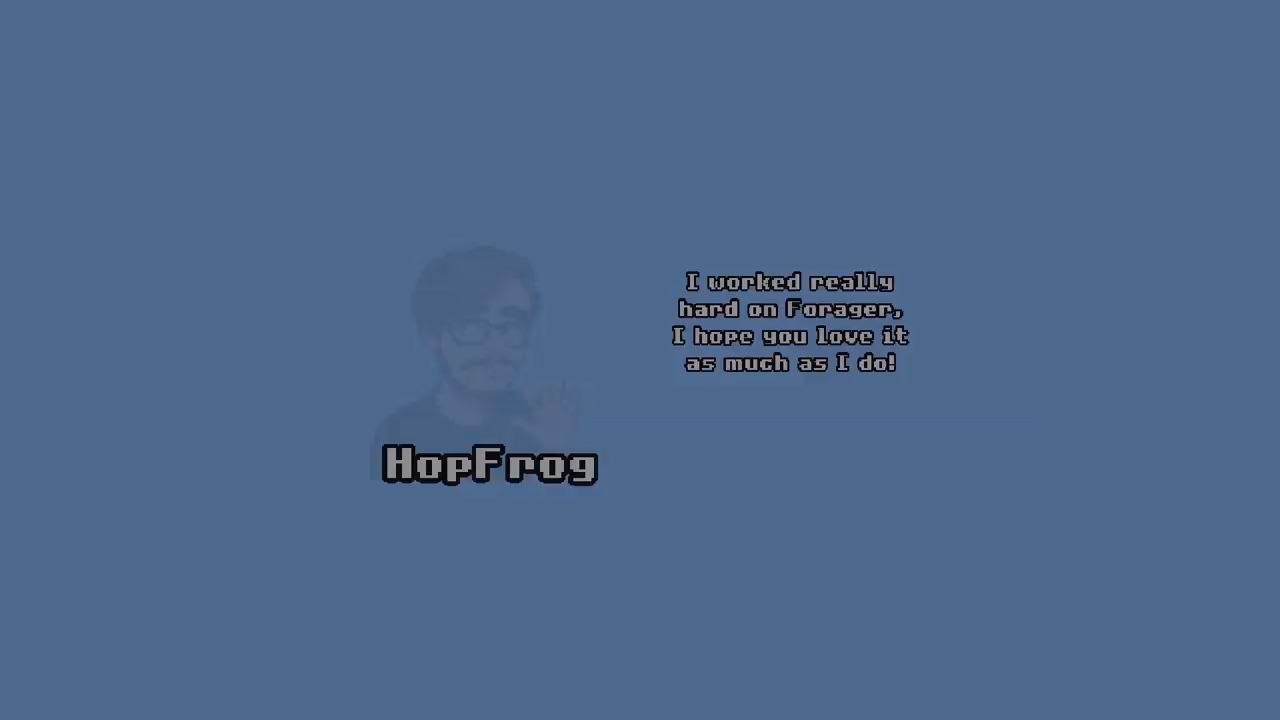 I worked really
hard on Forager,
I hope you love it
as much as I do!
HopFrog